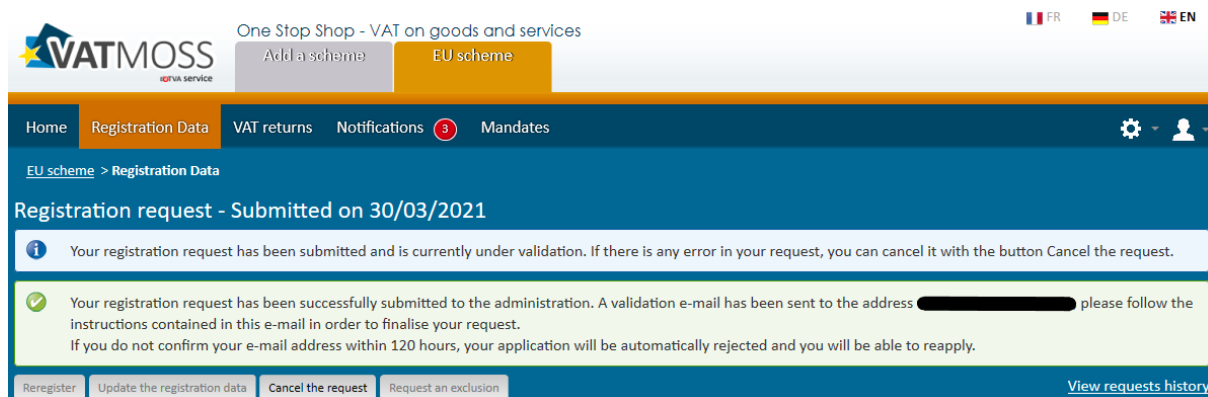 FR DE EN
One Stop Shop - VAT on goods and services
VATMOSS
TVA service
Add a scheme EU scheme
Home Registration Data VAT returns Notifications 3 Mandates
EU scheme > Registration Data
Registration request - Submitted on 30/03/2021
Your registration request has been submitted and is currently under validation. If there is any error in your request, you can cancel it with the button Cancel the request.
Your registration request has been successfully submitted to the administration. A validation e-mail has been sent to the address please follow the
instructions contained in this e-mail in order to finalise your request.
If you do not confirm your e-mail address within 120 hours, your application will be automatically rejected and you will be able to reapply.
Reregister Update the registration data Cancel the request Request an exclusion View requests history